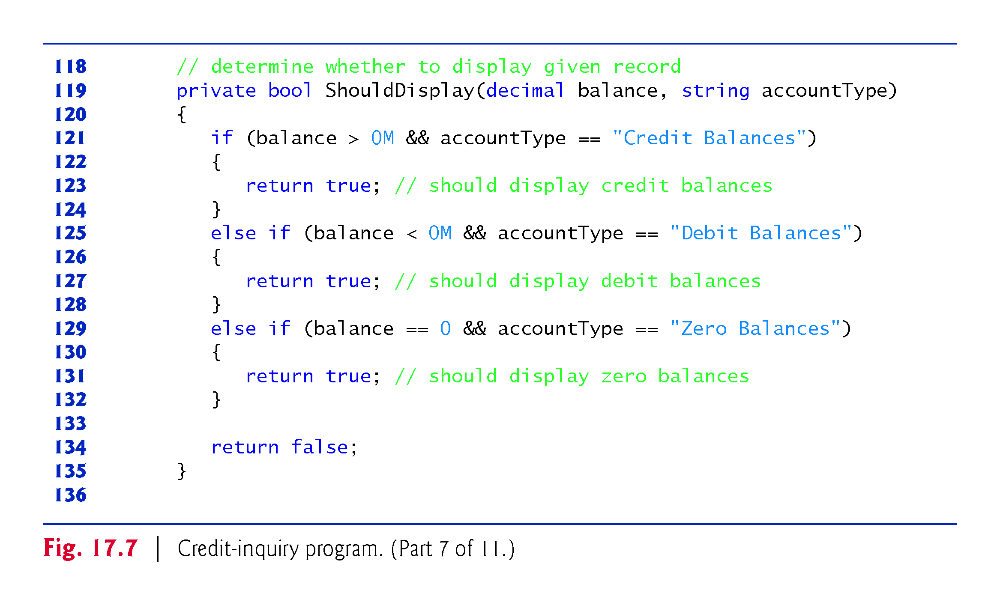 118 // determine whether to display given record
119 private bool ShouldDisplay(decimal balance, string accountType)
120 {
121 if (balance > 0M && accountType == "Credit Balances")
122 {
123 return true; // should display credit balances
124 }
125 else if (balance < 0M && accountType == "Debit Balances")
126 {
127 return true; // should display debit balances
128 }
129 else if (balance == 0 && accountType == "Zero Balances")
130 {
131 return true; // should display zero balances
132 }
133
134 return false;
135 }
136
Fig. 17.7 | Credit-inquiry program. (Part 7 of 11.)